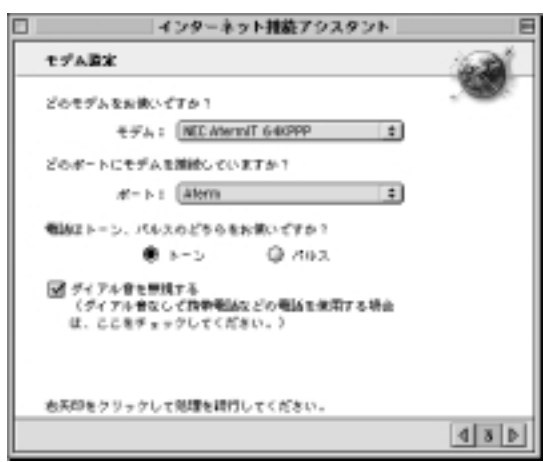 インターネット接続アシスタント
モデム設定
どのモデムをお使いですか？
モデム： NEC AtermIT 64KPPP
どのポートにモデムを接続していますか？
ポート： Aterm
電話はトーン、パルスのどちらをお使いですか？
トーン パルス
ダイアル音を無視する
（ダイアル音なしで携帯電話などの電話を使用する場合
は、ここをチェックしてください。）
右矢印をクリックして処理を続行してください。
3